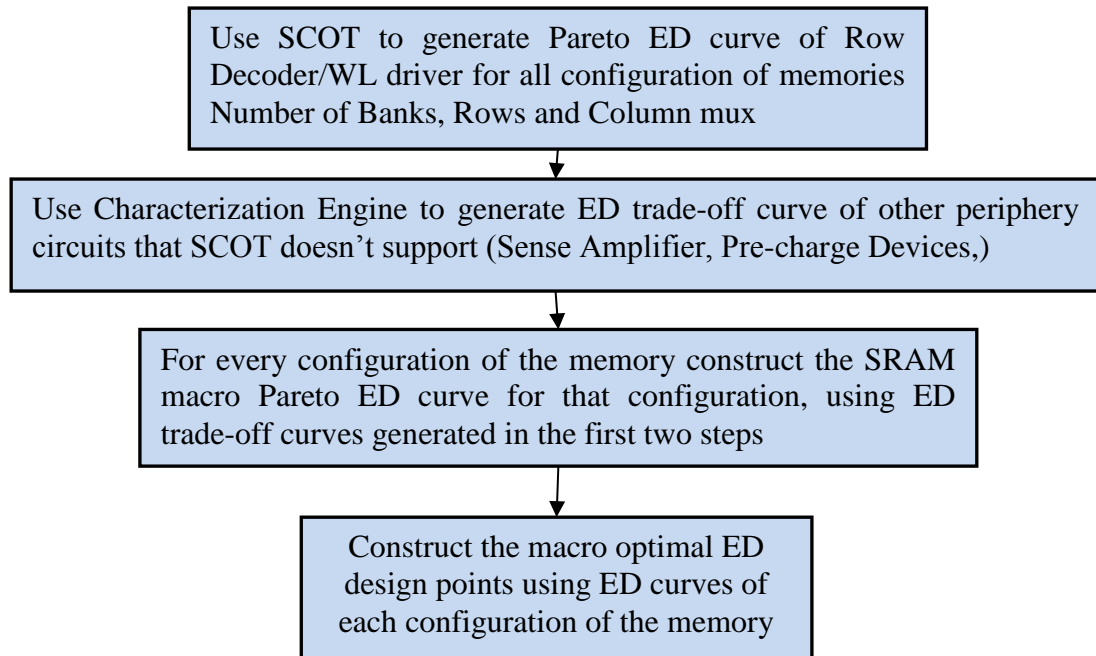 Use SCOT to generate Pareto ED curve of Row
Decoder/WL driver for all configuration of memories
Number of Banks, Rows and Column mux
Use Characterization Engine to generate ED trade-off curve of other periphery
circuits that SCOT doesn’t support (Sense Amplifier, Pre-charge Devices,)
For every configuration of the memory construct the SRAM
macro Pareto ED curve for that configuration, using ED
trade-off curves generated in the first two steps
Construct the macro optimal ED
design points using ED curves of
each configuration of the memory